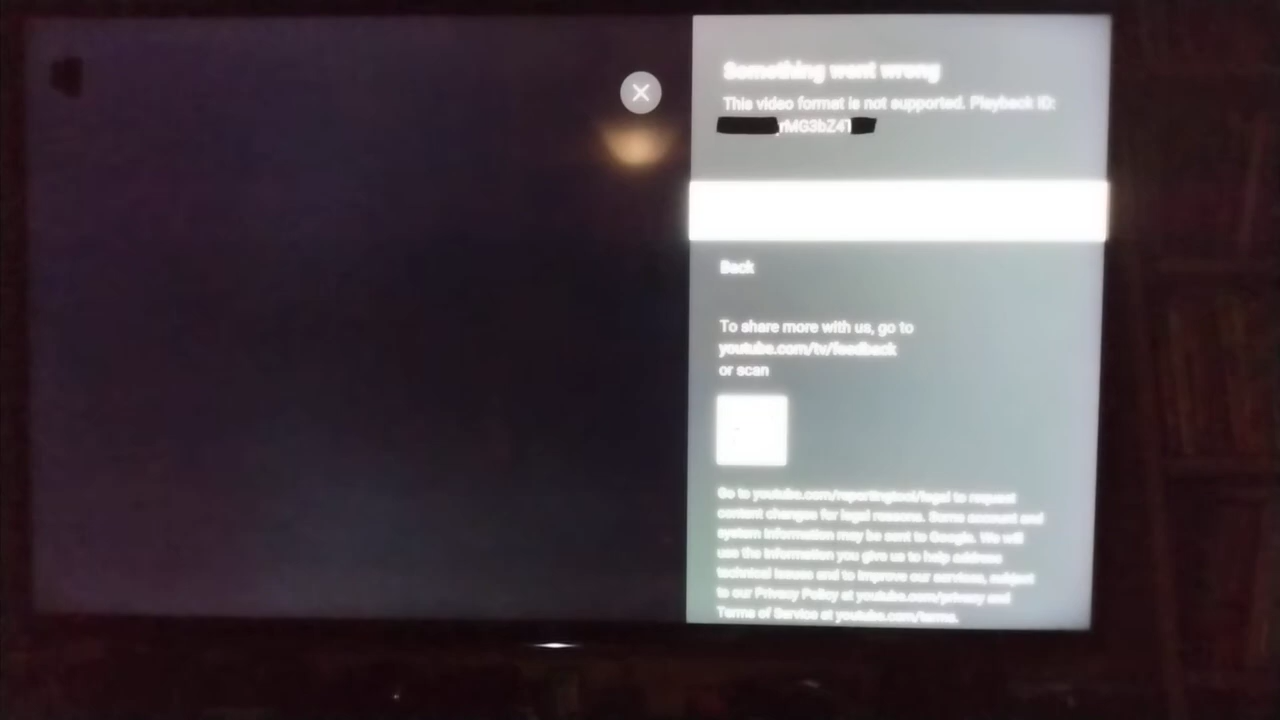 Something went wrong
This video format is not supported. Playback ID:
rMG3bZ4T
Back
To share more with us, go to
youtube.com/tv/feedback
or scan
Go to youtube.com/reportingtool/legal to request
content changes for legal reasons. Some account and
system information may be sent to Google. We will
use the information you give us to help address
technical issues and to improve our services, subject
to our Privacy Policy at youtube.com/privacy and
Terms of Service at youtube.com/terms.